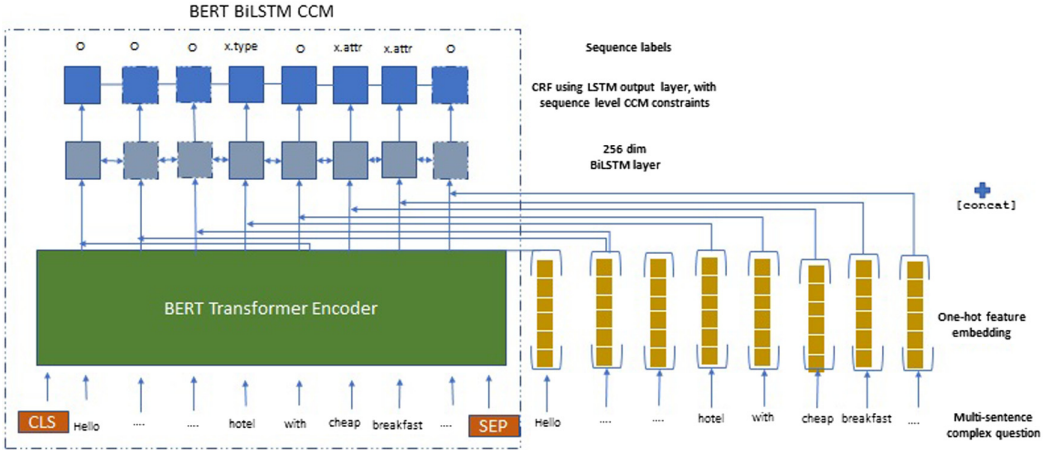 BERT BiLSTM CCM
O O O x.type O x.attr x.attr O
Sequence labels
CRF using LSTM output layer, with
sequence level CCM constraints
256 dim
BiLSTM layer
[concat]
BERT Transformer Encoder
One-hot feature
embedding
CLS Hello .... .... hotel with cheap breakfast .... SEP
Hello .... .... hotel with cheap breakfast ....
Multi-sentence
complex question